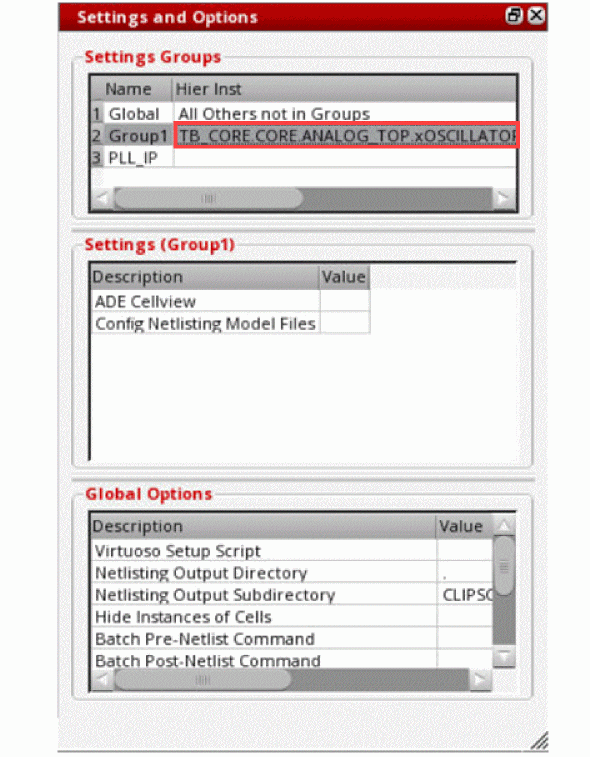 Settings and Options
Settings Groups
Name Hier Inst
1 Global All Others not in Groups
2 Group1 TB_CORE.CORE.ANALOG_TOP.xOSCILLATOR
3 PLL_IP
Settings (Group1)
Description Value
ADE Cellview
Config Netlisting Model Files
Global Options
Description Value
Virtuoso Setup Script
Netlisting Output Directory .
Netlisting Output Subdirectory CLIPSC
Hide Instances of Cells
Batch Pre-Netlist Command
Batch Post-Netlist Command